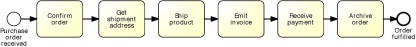 Purchase
order
received
Confirm
order
Get
shipment
address
Ship
product
Emit
invoice
Receive
payment
Archive
order
Order
fulfilled